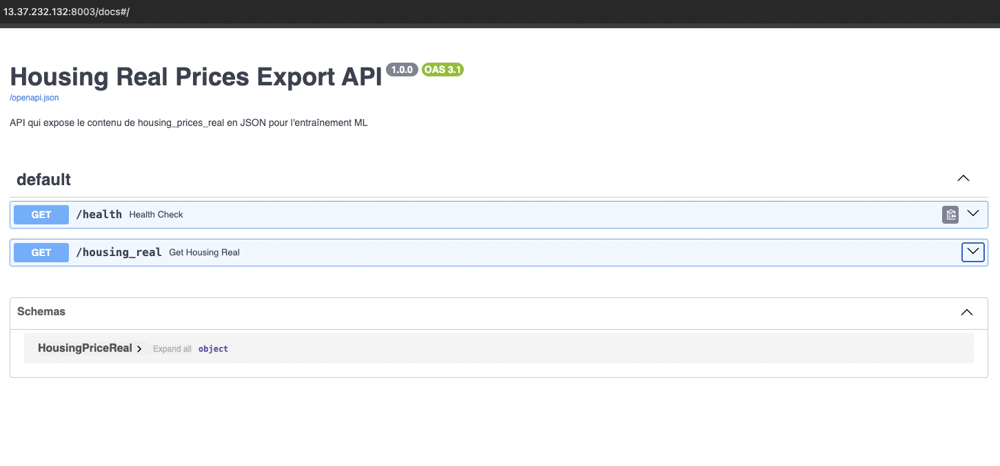 13.37.232.132:8003/docs#/
Housing Real Prices Export API 1.0.0 OAS 3.1
/openapi.json
API qui expose le contenu de housing_prices_real en JSON pour l'entraînement ML
default
GET /health Health Check
GET /housing_real Get Housing Real
Schemas
HousingPriceReal Expand all object